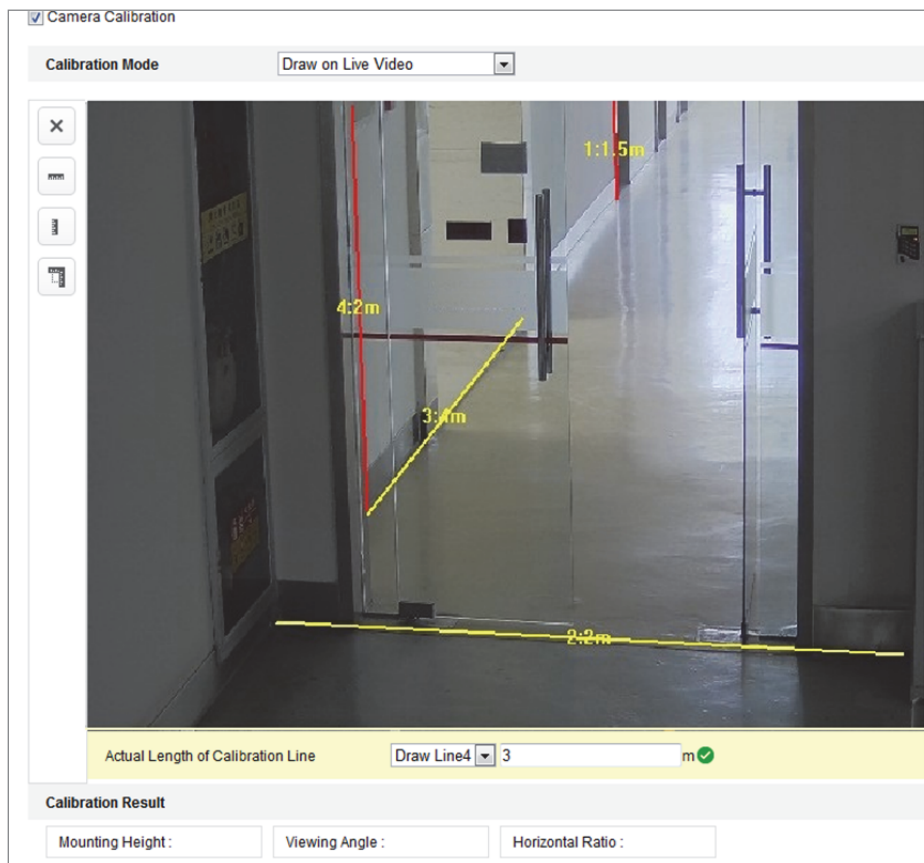 Camera Calibration
Calibration Mode
Draw on Live Video
1:1.5m
4:2m
3:4m
2:2m
Actual Length of Calibration Line
Draw Line4
3
m
Calibration Result
Mounting Height :
Viewing Angle :
Horizontal Ratio :